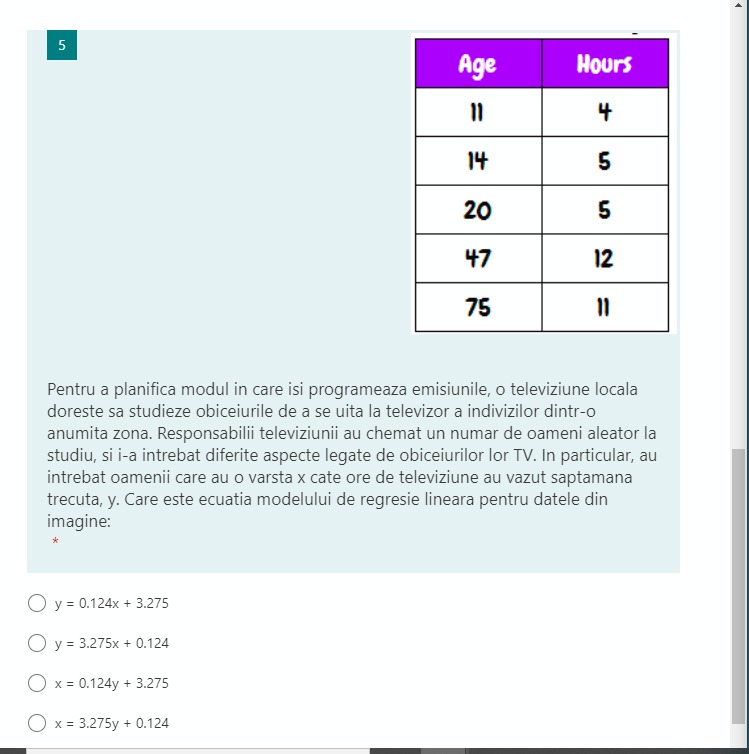 5
Age Hours
11 4
14 5
20 5
47 12
75 11
Pentru a planifica modul in care isi programeaza emisiunile, o televiziune locala
doreste sa studieze obiceiurile de a se uita la televizor a indivizilor dintr-o
anumita zona. Responsabilii televiziunii au chemat un numar de oameni aleator la
studiu, si i-a intrebat diferite aspecte legate de obiceiurilor lor TV. In particular, au
intrebat oamenii care au o varsta x cate ore de televiziune au vazut saptamana
trecuta, y. Care este ecuatia modelului de regresie lineara pentru datele din
imagine:
*
y = 0.124x + 3.275
y = 3.275x + 0.124
x = 0.124y + 3.275
x = 3.275y + 0.124